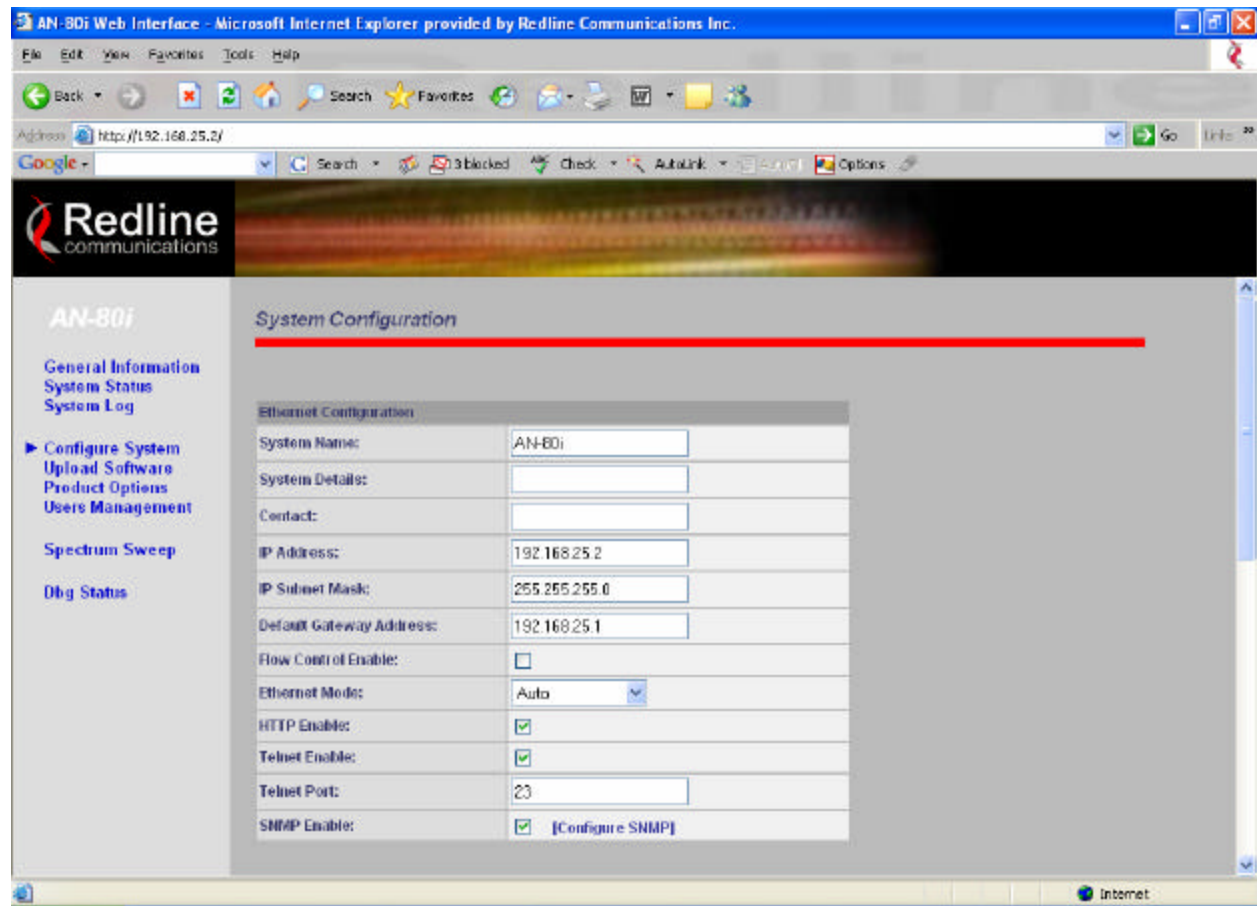 AN-80i Web Interface - Microsoft Internet Explorer provided by Redline Communications Inc.
File Edit View Favorites Tools Help
Back Search Favorites
Address http://192.168.25.2/ Go Links »
Google Search 3 blocked Check AutoLink Options
Redline
communications
AN-80i
General Information
System Status
System Log
Configure System
Upload Software
Product Options
Users Management
Spectrum Sweep
Dbg Status
System Configuration
Ethernet Configuration
System Name: AN-80i
System Details:
Contact:
IP Address: 192.168.25.2
IP Subnet Mask: 255.255.255.0
Default Gateway Address: 192.168.25.1
Flow Control Enable:
Ethernet Mode: Auto
HTTP Enable:
Telnet Enable:
Telnet Port: 23
SNMP Enable: [Configure SNMP]
Internet